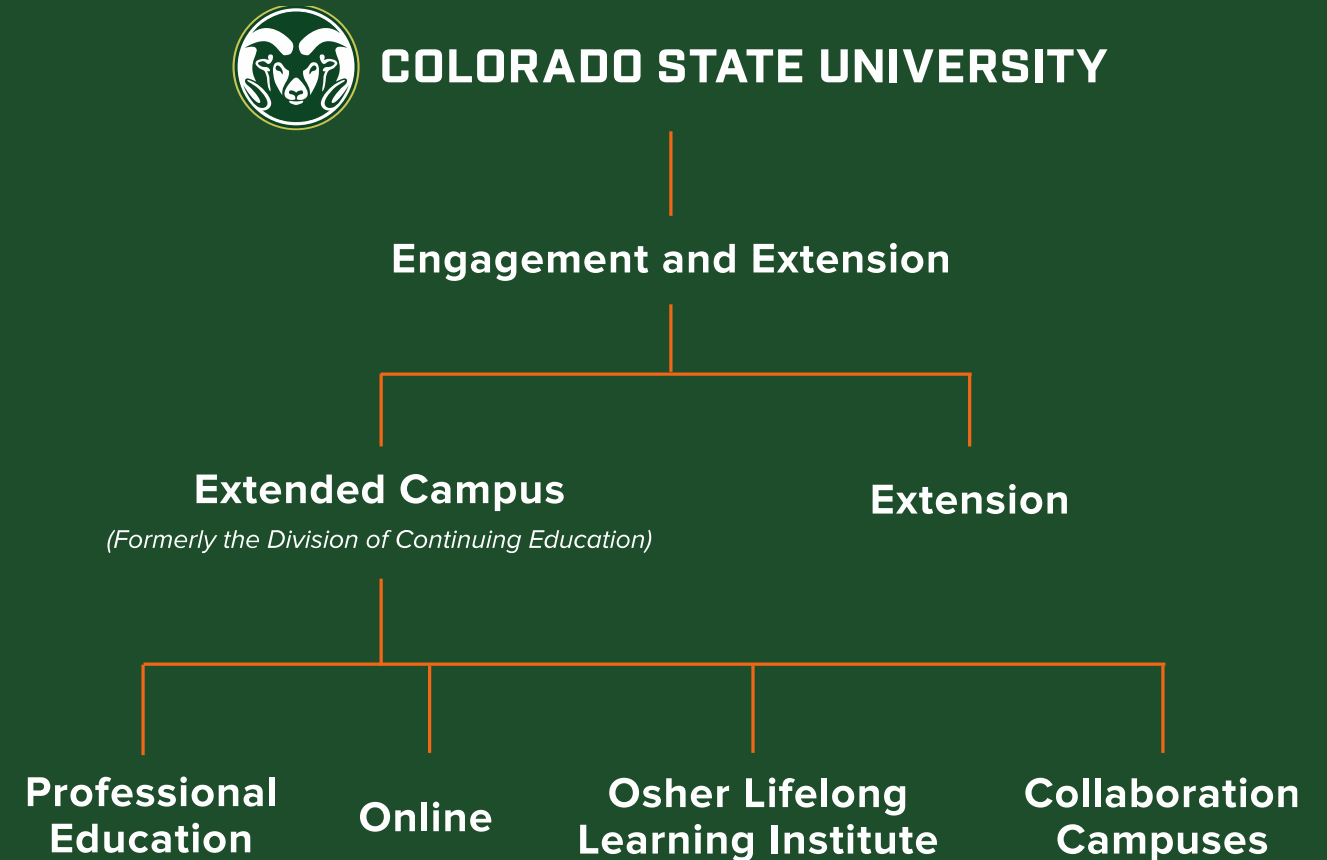 COLORADO STATE UNIVERSITY
Engagement and Extension
Extended Campus
(Formerly the Division of Continuing Education)
Extension
Professional
Education
Online
Osher Lifelong
Learning Institute
Collaboration
Campuses